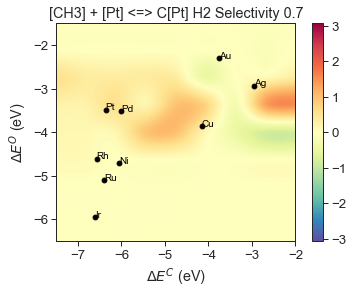 [CH3] + [Pt] <=> C[Pt] H2 Selectivity 0.7
ΔE^O (eV)
−2
−3
−4
−5
−6
Au
Ag
Pt
Pd
Cu
Rh
Ni
Ru
Ir
−7
−6
−5
−4
−3
−2
ΔE^C (eV)
3
2
1
0
−1
−2
−3